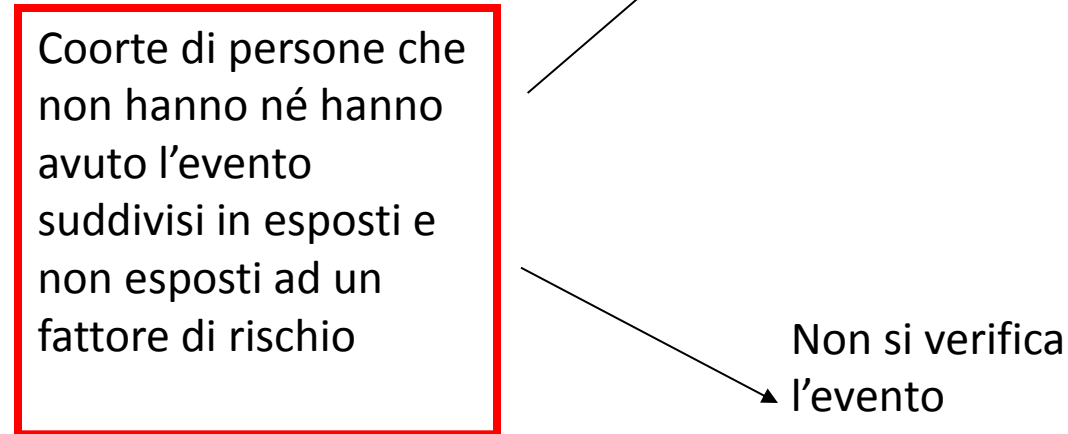 Coorte di persone che
non hanno né hanno
avuto l’evento
suddivisi in esposti e
non esposti ad un
fattore di rischio
Non si verifica
l’evento